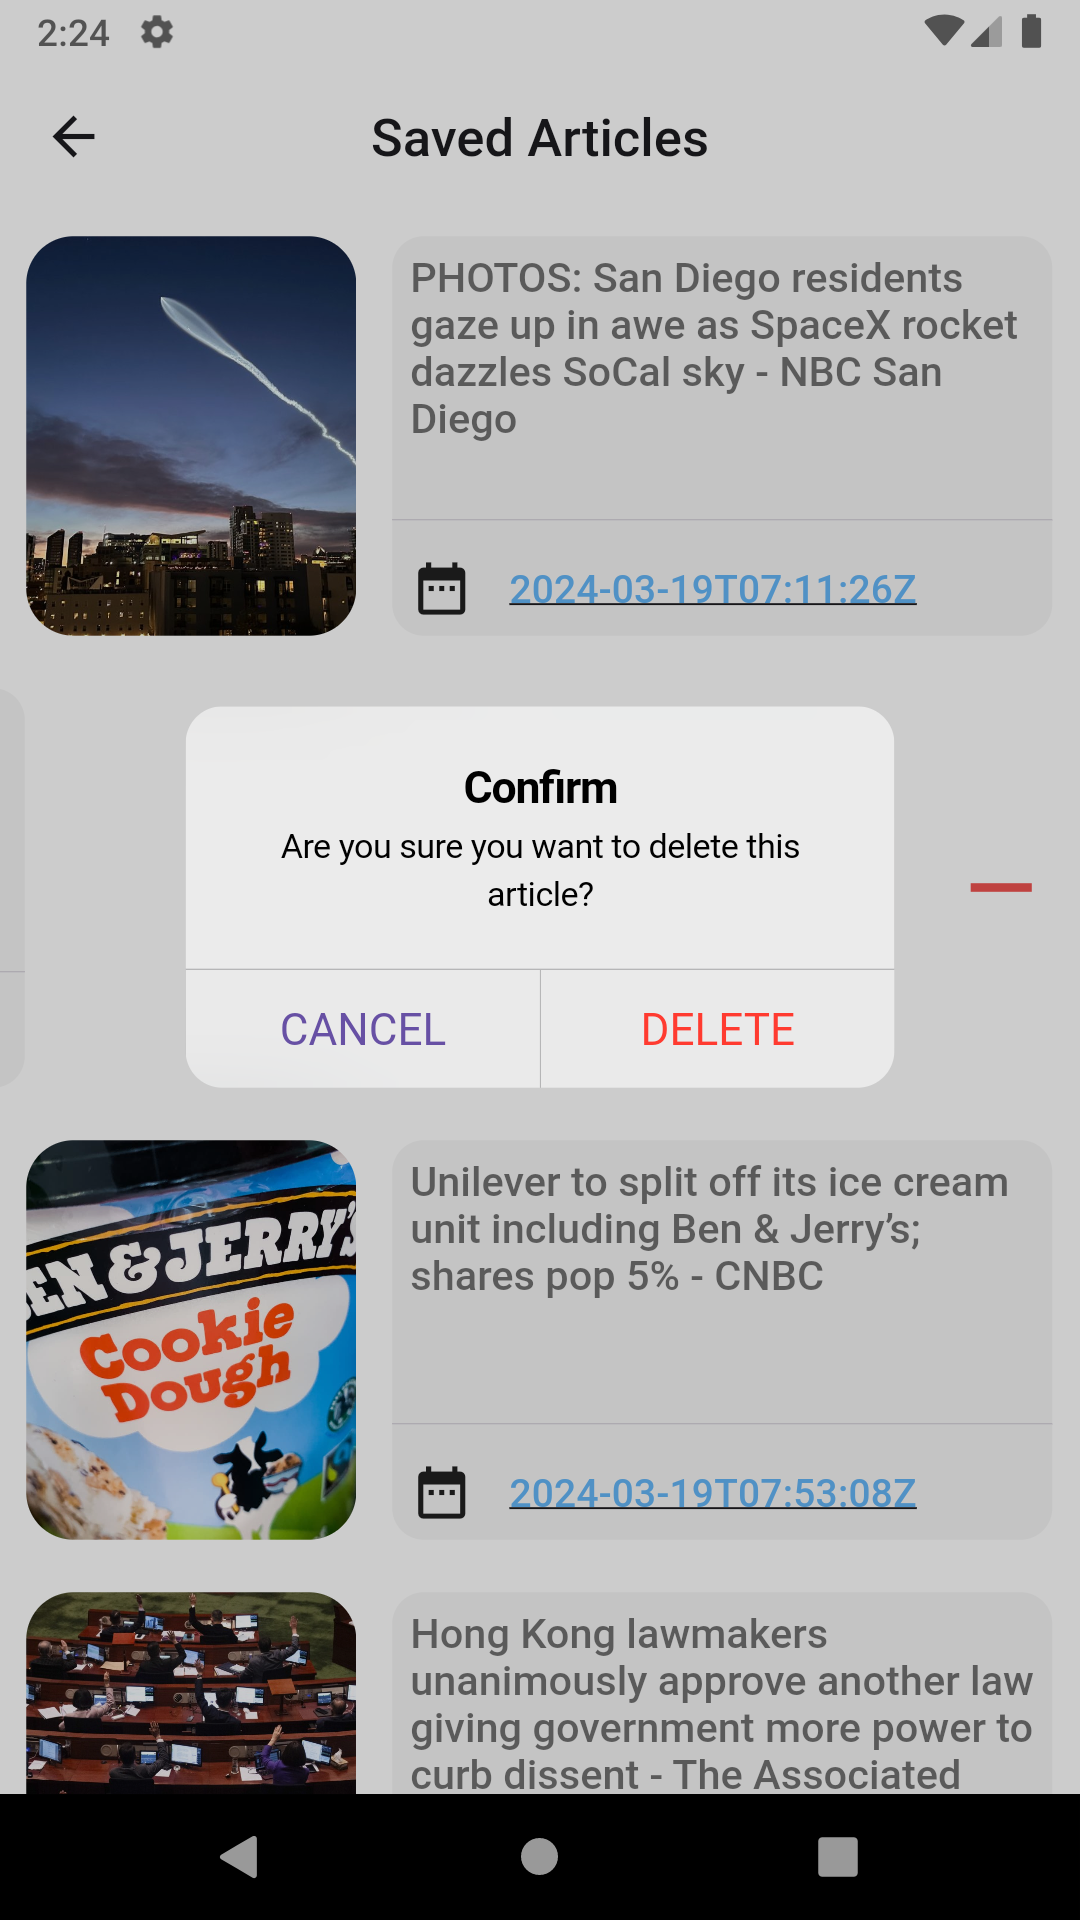 2:24
Saved Articles
PHOTOS: San Diego residents
gaze up in awe as SpaceX rocket
dazzles SoCal sky - NBC San
Diego
2024-03-19T07:11:26Z
Confirm
Are you sure you want to delete this
article?
CANCEL
DELETE
EN & JERRY'S
Cookie
Dough
Unilever to split off its ice cream
unit including Ben & Jerry’s;
shares pop 5% - CNBC
2024-03-19T07:53:08Z
Hong Kong lawmakers
unanimously approve another law
giving government more power to
curb dissent - The Associated